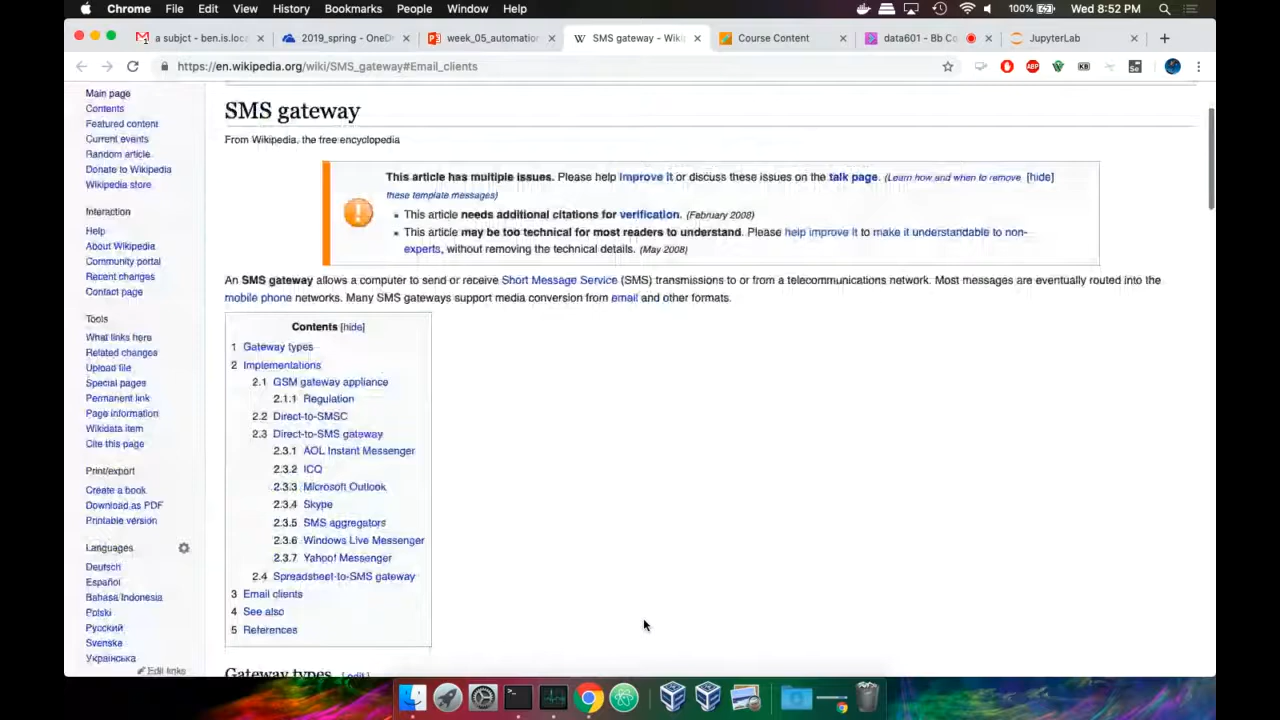 Chrome File Edit View History Bookmarks People Window Help 100% Wed 8:52 PM
a subjct - ben.is.loca
2019_spring - OneDr
week_05_automation
SMS gateway - Wikip
Course Content
data601 - Bb Co
JupyterLab
https://en.wikipedia.org/wiki/SMS_gateway#Email_clients
Main page
Contents
Featured content
Current events
Random article
Donate to Wikipedia
Wikipedia store
Interaction
Help
About Wikipedia
Community portal
Recent changes
Contact page
Tools
What links here
Related changes
Upload file
Special pages
Permanent link
Page information
Wikidata item
Cite this page
Print/export
Create a book
Download as PDF
Printable version
Languages
Deutsch
Español
Bahasa Indonesia
Polski
Русский
Svenska
Українська
Edit links
SMS gateway
From Wikipedia, the free encyclopedia
This article has multiple issues. Please help improve it or discuss these issues on the talk page. (Learn how and when to remove [hide]
these template messages)
This article needs additional citations for verification. (February 2008)
This article may be too technical for most readers to understand. Please help improve it to make it understandable to non-
experts, without removing the technical details. (May 2008)
An SMS gateway allows a computer to send or receive Short Message Service (SMS) transmissions to or from a telecommunications network. Most messages are eventually routed into the
mobile phone networks. Many SMS gateways support media conversion from email and other formats.
Contents [hide]
1 Gateway types
2 Implementations
2.1 GSM gateway appliance
2.1.1 Regulation
2.2 Direct-to-SMSC
2.3 Direct-to-SMS gateway
2.3.1 AOL Instant Messenger
2.3.2 ICQ
2.3.3 Microsoft Outlook
2.3.4 Skype
2.3.5 SMS aggregators
2.3.6 Windows Live Messenger
2.3.7 Yahoo! Messenger
2.4 Spreadsheet-to-SMS gateway
3 Email clients
4 See also
5 References
Gateway types [edit]